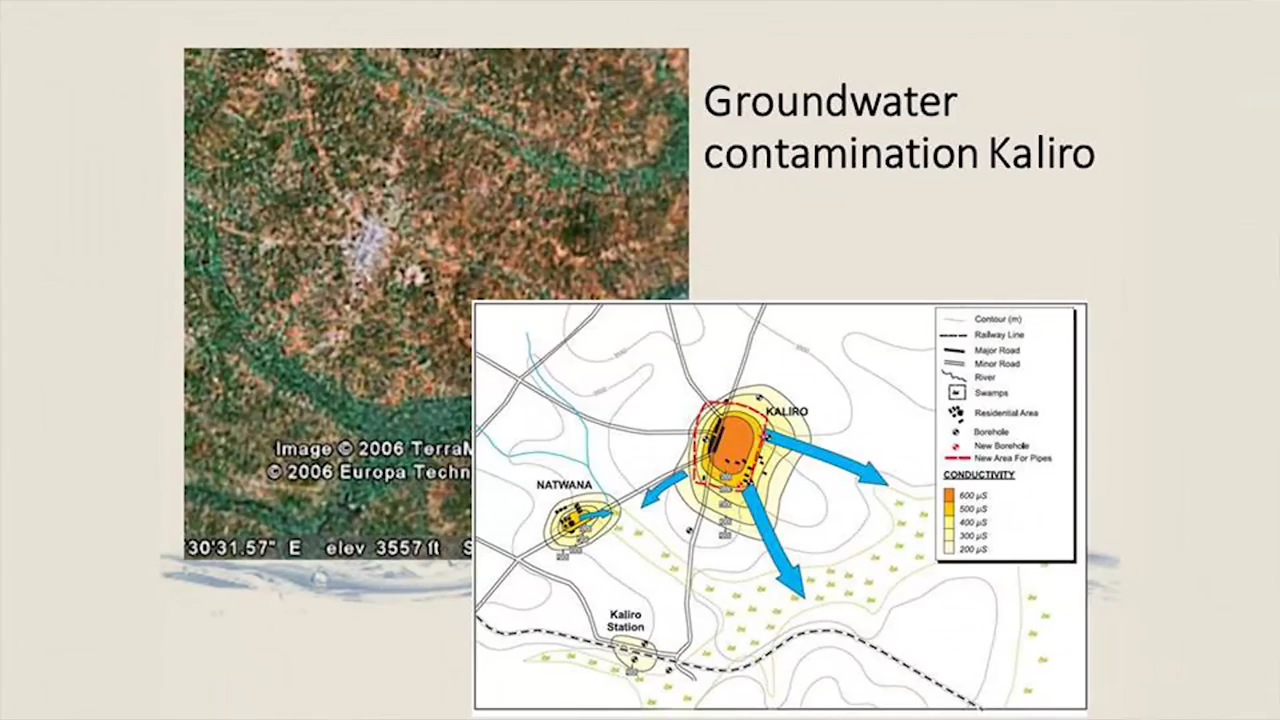 Groundwater
contamination Kaliro
Image © 2006 TerraM
© 2006 Europa Techn
'30'31.57" E elev 3557 ft S
KALIRO
NATWANA
Kaliro
Station
Contour (m)
Railway Line
Major Road
Minor Road
River
Swamps
Residential Area
Borehole
New Borehole
New Area For Pipes
CONDUCTIVITY
600 µS
500 µS
400 µS
300 µS
200 µS